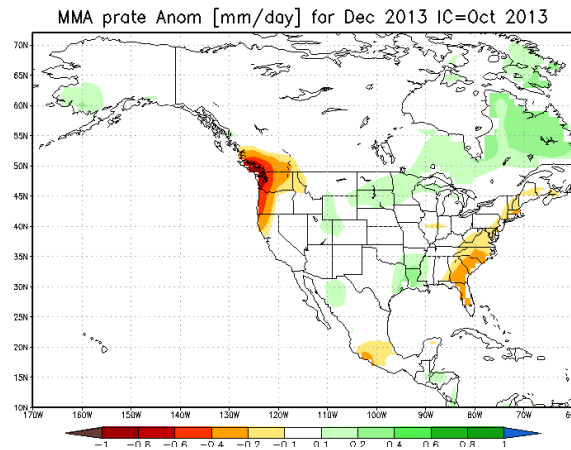 MMA prate Anom [mm/day] for Dec 2013 IC=Oct 2013
70N
65N
60N
55N
50N
45N
40N
35N
30N
25N
20N
15N
10N
170W 160W 150W 140W 130W 120W 110W 100W 90W 80W 70W 60W
-1 -0.8 -0.6 -0.4 -0.2 -0.1 0.1 0.2 0.4 0.6 0.8 1